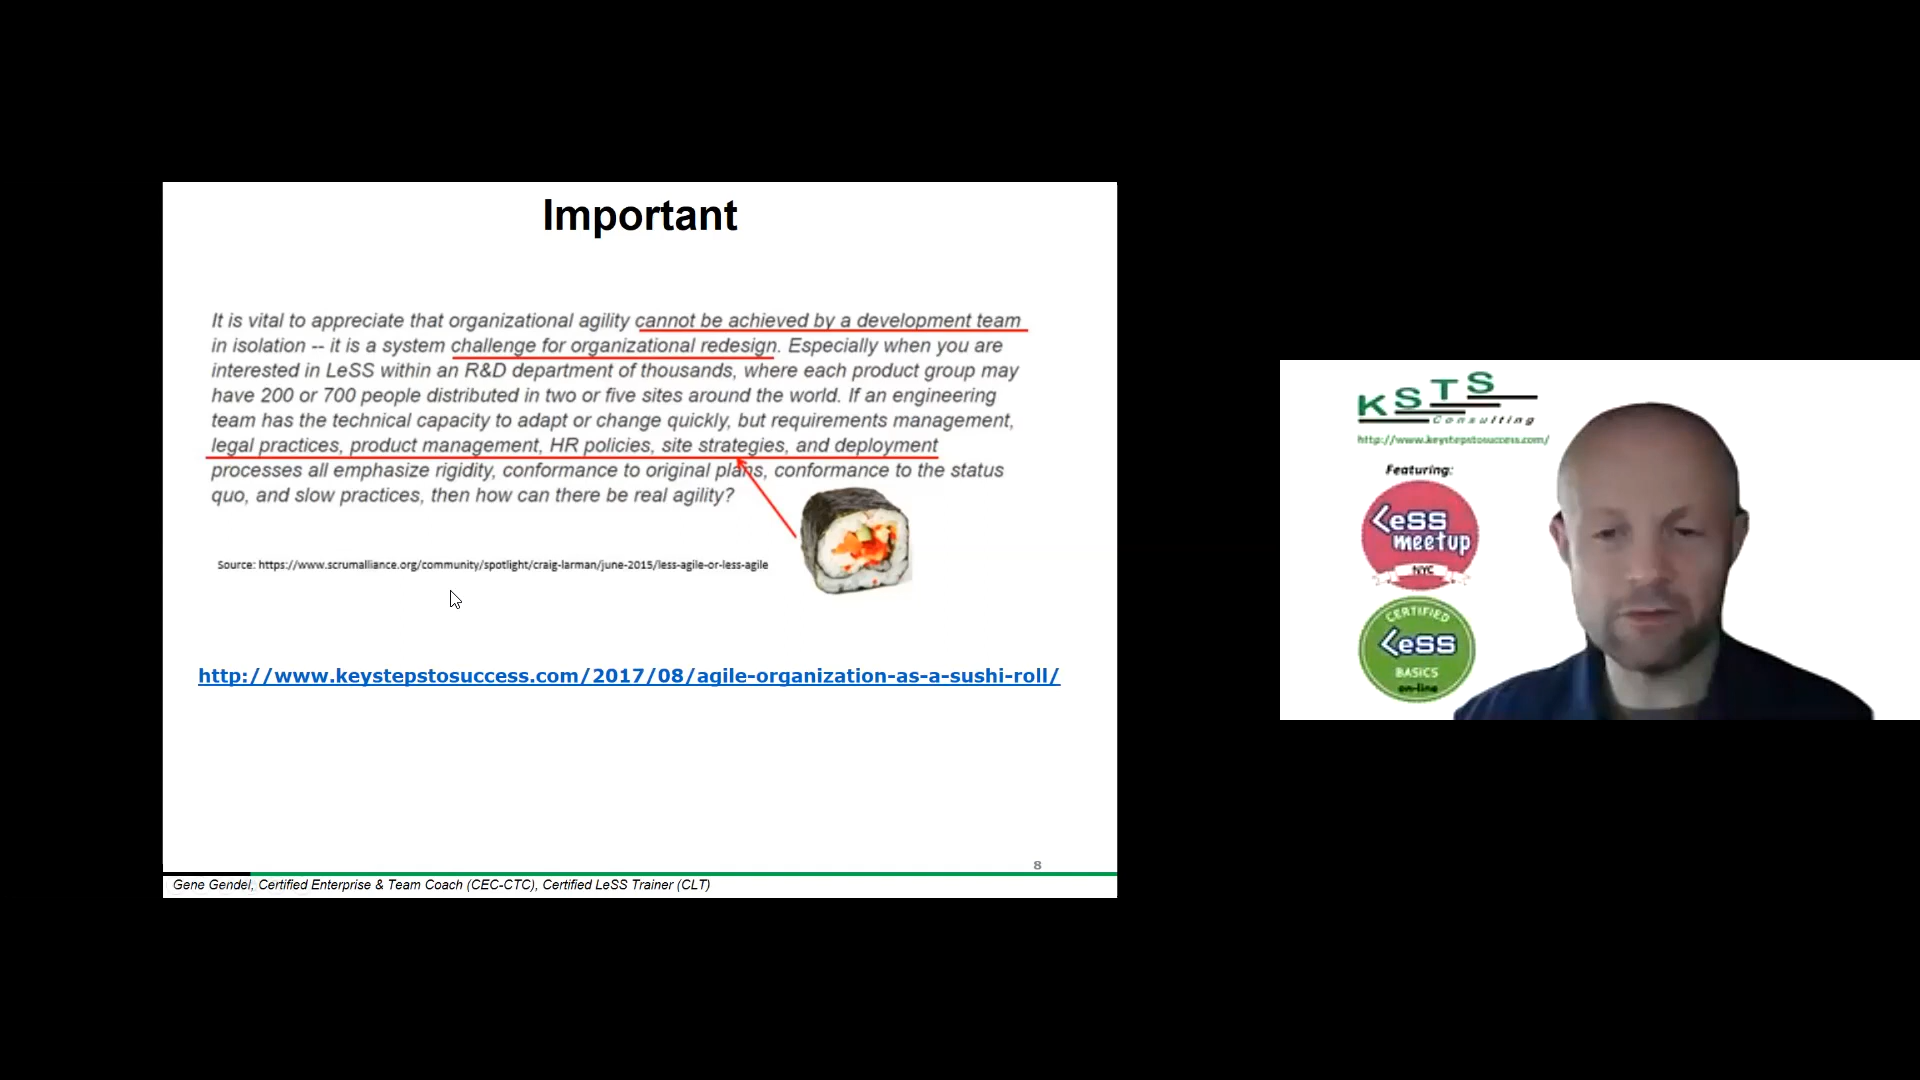 Important
It is vital to appreciate that organizational agility cannot be achieved by a development team
in isolation -- it is a system challenge for organizational redesign. Especially when you are
interested in LeSS within an R&D department of thousands, where each product group may
have 200 or 700 people distributed in two or five sites around the world. If an engineering
team has the technical capacity to adapt or change quickly, but requirements management,
legal practices, product management, HR policies, site strategies, and deployment
processes all emphasize rigidity, conformance to original plans, conformance to the status
quo, and slow practices, then how can there be real agility?
Source: https://www.scrumalliance.org/community/spotlight/craig-larman/june-2015/less-agile-or-less-agile
http://www.keystepstosuccess.com/2017/08/agile-organization-as-a-sushi-roll/
8
Gene Gendel, Certified Enterprise & Team Coach (CEC-CTC), Certified LeSS Trainer (CLT)
KSTS
Consulting
http://www.keystepstosuccess.com/
Featuring:
LeSS
meetup
NYC
CERTIFIED
LeSS
BASICS
on-line